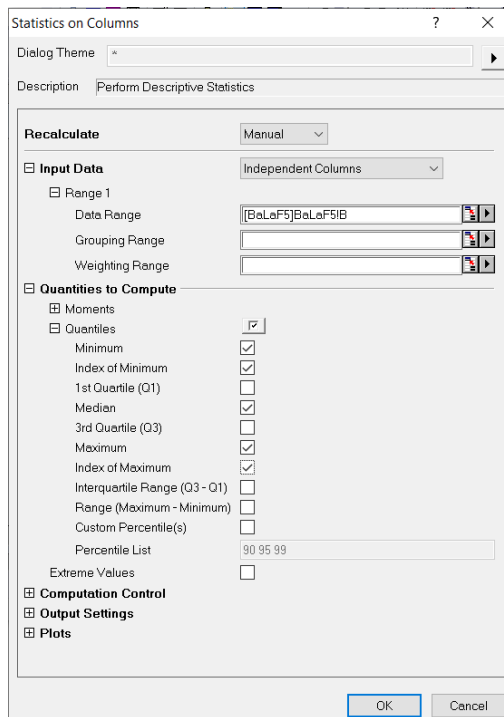 Statistics on Columns ? ×
Dialog Theme *
Description Perform Descriptive Statistics
Recalculate Manual
Input Data Independent Columns
Range 1
Data Range [BaLaF5]BaLaF5!B
Grouping Range
Weighting Range
Quantities to Compute
Moments
Quantiles
Minimum
Index of Minimum
1st Quartile (Q1)
Median
3rd Quartile (Q3)
Maximum
Index of Maximum
Interquartile Range (Q3 - Q1)
Range (Maximum - Minimum)
Custom Percentile(s)
Percentile List 90 95 99
Extreme Values
Computation Control
Output Settings
Plots
OK Cancel